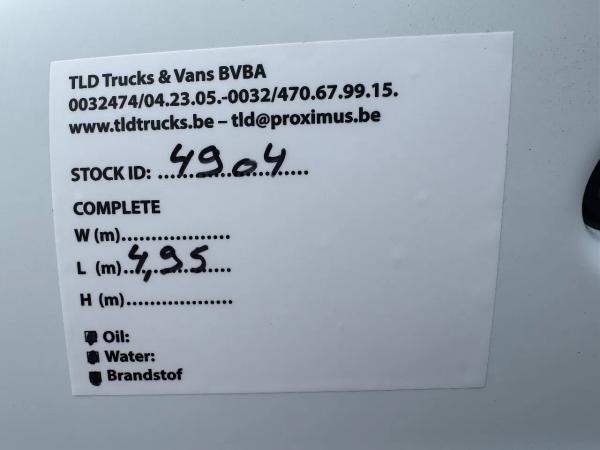 TLD Trucks & Vans BVBA
0032474/04.23.05.-0032/470.67.99.15.
www.tldtrucks.be – tld@proximus.be
STOCK ID: 4904
COMPLETE
W (m)..................
L (m) 4,95
H (m)..................
Oil:
Water:
Brandstof